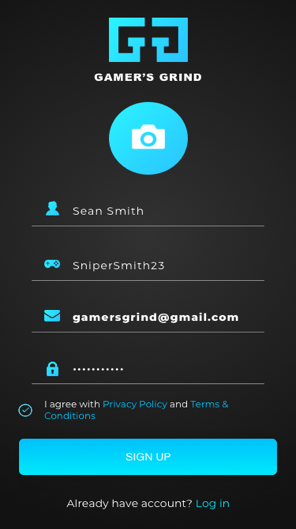 GAMER'S GRIND
Sean Smith
SniperSmith23
gamersgrind@gmail.com
•••••••••••
I agree with Privacy Policy and Terms &
Conditions
SIGN UP
Already have account? Log in